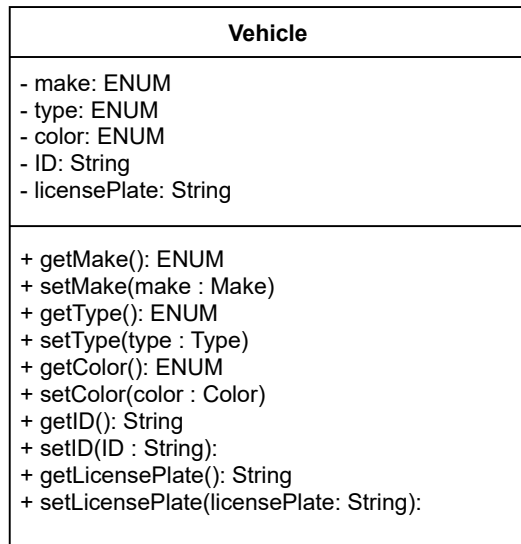 Vehicle
- make: ENUM
- type: ENUM
- color: ENUM
- ID: String
- licensePlate: String
+ getMake(): ENUM
+ setMake(make : Make)
+ getType(): ENUM
+ setType(type : Type)
+ getColor(): ENUM
+ setColor(color : Color)
+ getID(): String
+ setID(ID : String):
+ getLicensePlate(): String
+ setLicensePlate(licensePlate: String):